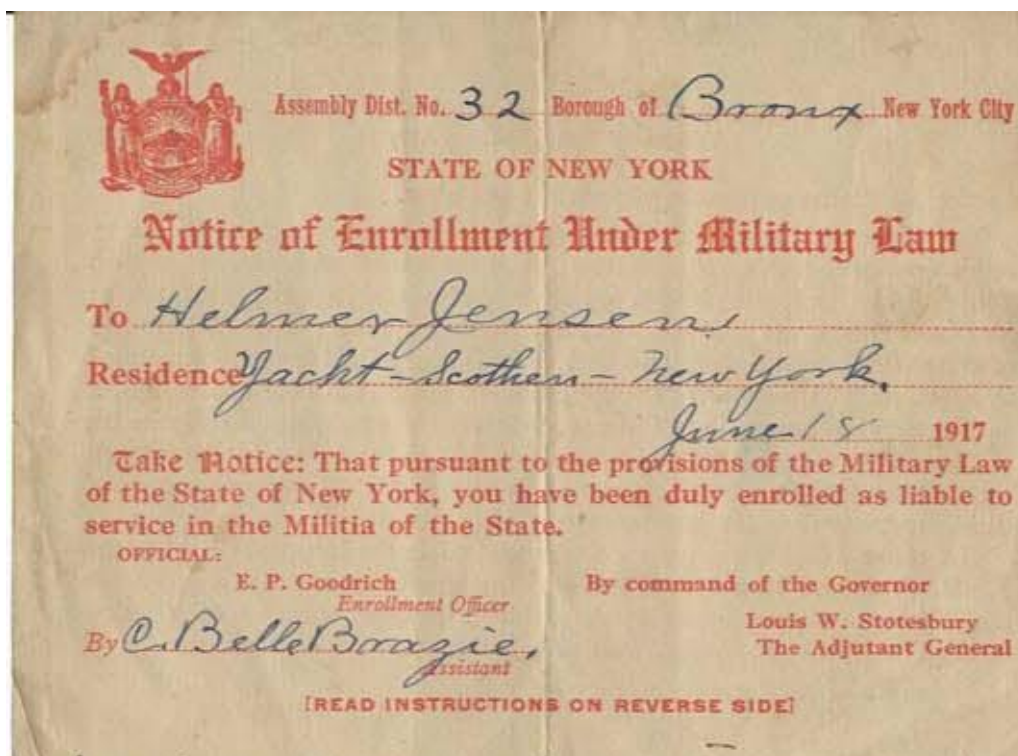 Assembly Dist. No. 32 Borough of Bronx New York City
STATE OF NEW YORK
Notice of Enrollment Under Military Law
To Helmer Jensen
Residence Yacht - - New York.
June 18 1917
Take Notice: That pursuant to the provisions of the Military Law
of the State of New York, you have been duly enrolled as liable to
service in the Militia of the State.
OFFICIAL:
E. P. Goodrich By command of the Governor
Enrollment Officer
Louis W. Stotesbury
By C. Belle Brazie, The Adjutant General
Assistant
[READ INSTRUCTIONS ON REVERSE SIDE]